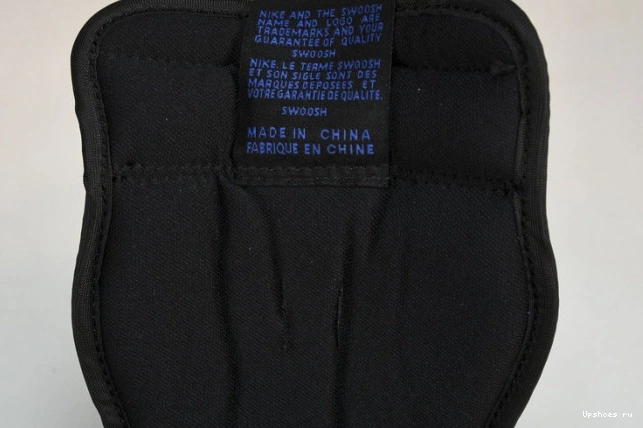 NIKE AND THE SWOOSH
NAME AND LOGO ARE
TRADEMARKS AND YOUR
GUARANTEE OF QUALITY
SWOOSH
NIKE. LE TERME SWOOSH
ET SON SIGLE SONT DES
MARQUES DEPOSEES ET
VOTRE GARANTIE DE QUALITE.
SWOOSH
MADE IN CHINA
FABRIQUE EN CHINE
Upshoes ru